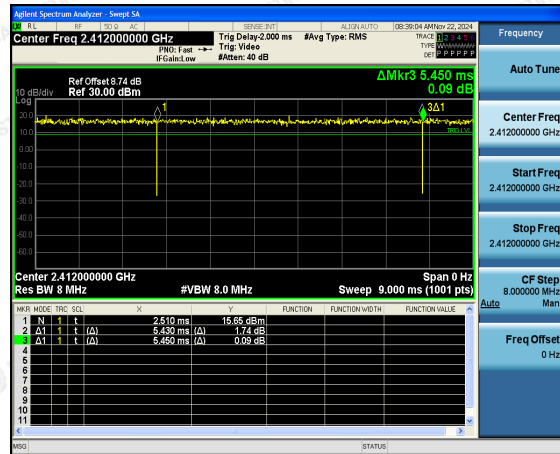 Agilent Spectrum Analyzer - Swept SA
RL RF 50 Ω AC SENSE:INT ALIGN AUTO 08:39:04 AM Nov 22, 2024
Center Freq 2.412000000 GHz
PNO: Fast
IFGain:Low
Trig Delay-2.000 ms
Trig: Video
#Atten: 40 dB
#Avg Type: RMS
TRACE 1 2 3 4 5 6
TYPE WWWWWW
DET P P P P P P
Frequency
Auto Tune
Center Freq
2.412000000 GHz
Start Freq
2.412000000 GHz
Stop Freq
2.412000000 GHz
CF Step
8.000000 MHz
Auto Man
Freq Offset
0 Hz
ΔMkr3 5.450 ms
0.09 dB
Ref Offset 8.74 dB
10 dB/div Ref 30.00 dBm
Log
1
3Δ1
TRIG LVL
20.0
10.0
0.00
-10.0
-20.0
-30.0
-40.0
-50.0
-60.0
Center 2.412000000 GHz Span 0 Hz
Res BW 8 MHz #VBW 8.0 MHz Sweep 9.000 ms (1001 pts)
MKR MODE TRC SCL X Y FUNCTION FUNCTION WIDTH FUNCTION VALUE
1 N 1 t 2.510 ms 15.65 dBm
2 Δ1 1 t (Δ) 5.430 ms (Δ) 1.74 dB
3 Δ1 1 t (Δ) 5.450 ms (Δ) 0.09 dB
4
5
6
7
8
9
10
11
MSG STATUS